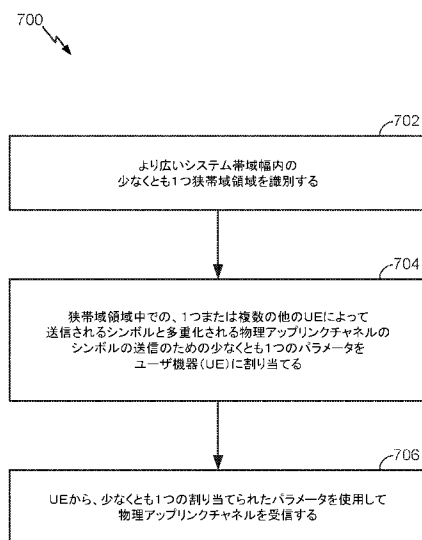 700
702
より広いシステム帯域幅内の
少なくとも1つ狭帯域領域を識別する
704
狭帯域領域中での、1つまたは複数の他のUEによって
送信されるシンボルと多重化される物理アップリンクチャネルの
シンボルの送信のための少なくとも1つのパラメータを
ユーザ機器(UE)に割り当てる
706
UEから、少なくとも1つの割り当てられたパラメータを使用して
物理アップリンクチャネルを受信する